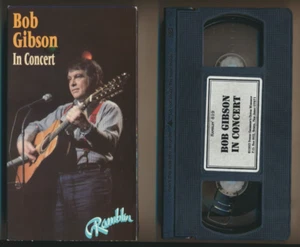 Bob
Gibson
In Concert
Ramblin'
BOB GIBSON
IN CONCERT